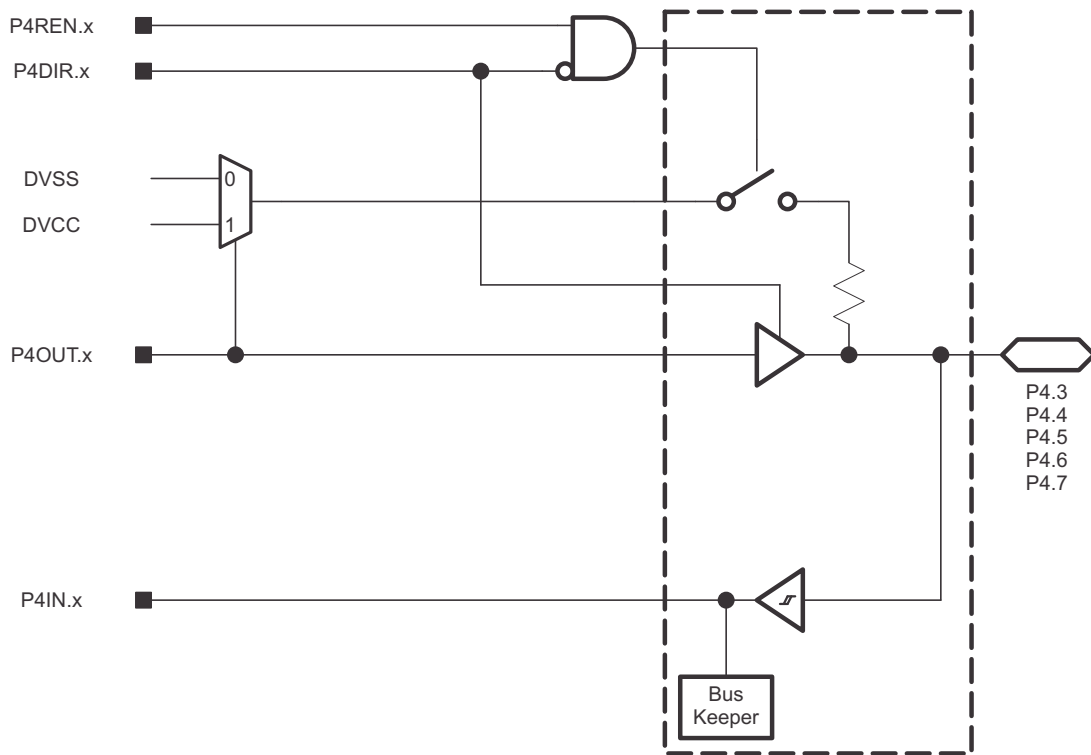 P4REN.x
P4DIR.x
DVSS
0
DVCC
1
P4OUT.x
P4.3
P4.4
P4.5
P4.6
P4.7
P4IN.x
Bus
Keeper